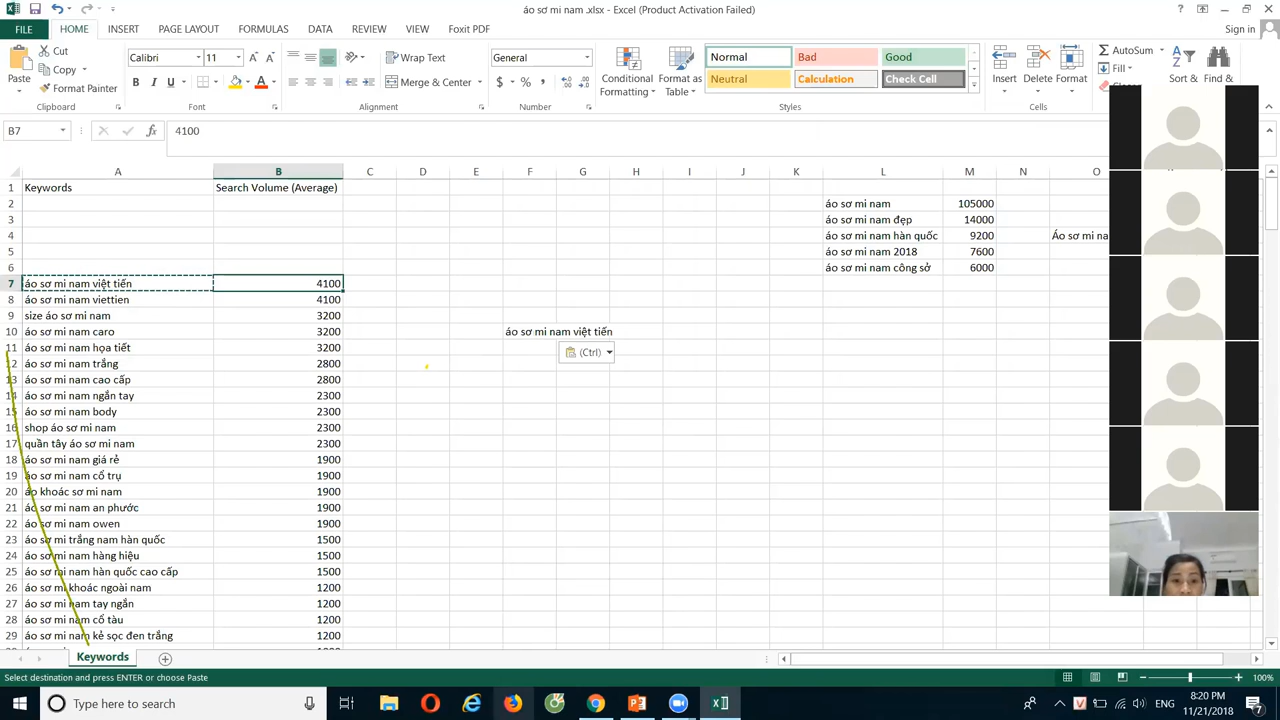 áo sơ mi nam .xlsx - Excel (Product Activation Failed)
Sign in
FILE HOME INSERT PAGE LAYOUT FORMULAS DATA REVIEW VIEW Foxit PDF
Cut
Copy
Format Painter
Paste
Clipboard
Calibri 11
B I U
Font
Wrap Text
Merge & Center
Alignment
General
$ % ,
Number
Conditional Formatting
Format as Table
Normal Bad Good
Neutral Calculation Check Cell
Styles
Insert Delete Format
Cells
AutoSum
Fill
Sort &
Find &
B7 fx 4100
A B C D E F G H I J K L M N O
1 Keywords Search Volume (Average)
2 áo sơ mi nam 105000
3 áo sơ mi nam đẹp 14000
4 áo sơ mi nam hàn quốc 9200 Áo sơ mi na
5 áo sơ mi nam 2018 7600
6 áo sơ mi nam công sở 6000
7 áo sơ mi nam việt tiến 4100
8 áo sơ mi nam viettien 4100
9 size áo sơ mi nam 3200
10 áo sơ mi nam caro 3200 áo sơ mi nam việt tiến
11 áo sơ mi nam họa tiết 3200 (Ctrl)
12 áo sơ mi nam trắng 2800
13 áo sơ mi nam cao cấp 2800
14 áo sơ mi nam ngắn tay 2300
15 áo sơ mi nam body 2300
16 shop áo sơ mi nam 2300
17 quần tây áo sơ mi nam 2300
18 áo sơ mi nam giá rẻ 1900
19 áo sơ mi nam cổ trụ 1900
20 áo khoác sơ mi nam 1900
21 áo sơ mi nam an phước 1900
22 áo sơ mi nam owen 1900
23 áo sơ mi trắng nam hàn quốc 1500
24 áo sơ mi nam hàng hiệu 1500
25 áo sơ mi nam hàn quốc cao cấp 1500
26 áo sơ mi khoác ngoài nam 1200
27 áo sơ mi nam tay ngắn 1200
28 áo sơ mi nam cổ tàu 1200
29 áo sơ mi nam kẻ sọc đen trắng 1200
Keywords
Select destination and press ENTER or choose Paste
100%
Type here to search
ENG
8:20 PM
11/21/2018